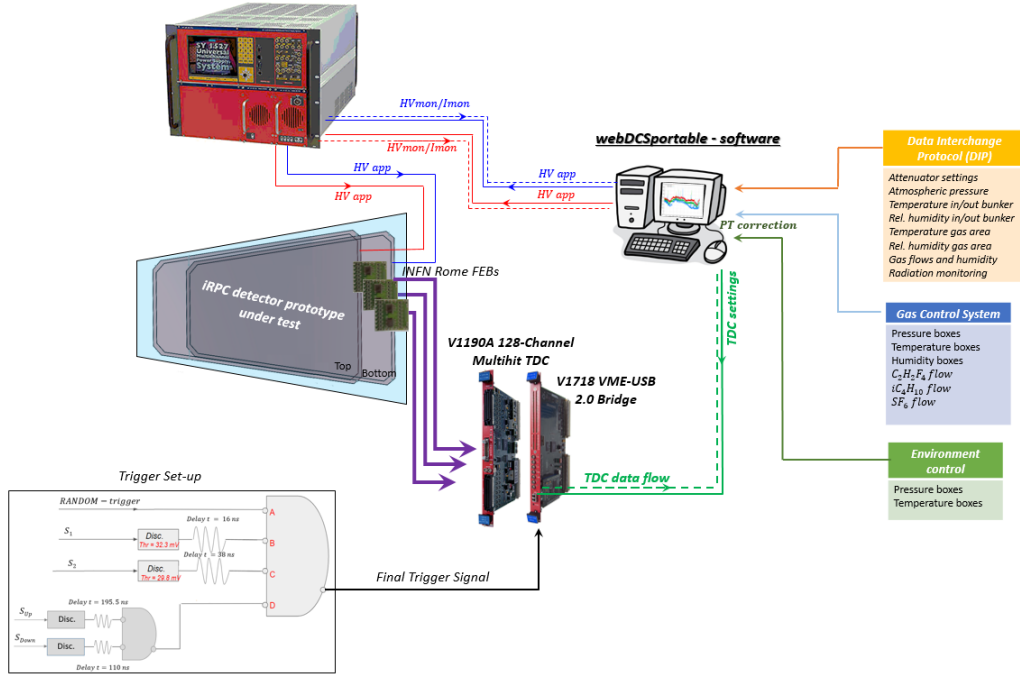 SY 3527
Universal
Multichannel
Power Supply
System
HVmon/Imon
HVmon/Imon
HV app
HV app
HV app
HV app
webDCSportable - software
PT correction
Data Interchange
Protocol (DIP)
Attenuator settings
Atmospheric pressure
Temperature in/out bunker
Rel. humidity in/out bunker
Temperature gas area
Rel. humidity gas area
Gas flows and humidity
Radiation monitoring
Gas Control System
Pressure boxes
Temperature boxes
Humidity boxes
C₂H₂F₄ flow
iC₄H₁₀ flow
SF₆ flow
Environment
control
Pressure boxes
Temperature boxes
INFN Rome FEBs
iRPC detector prototype
under test
Top
Bottom
V1190A 128-Channel
Multihit TDC
V1718 VME-USB
2.0 Bridge
TDC settings
TDC data flow
Final Trigger Signal
Trigger Set-up
RANDOM − trigger
A
Delay t = 16 ns
S₁
Disc.
Thr = 32.3 mV
B
Delay t = 38 ns
S₂
Disc.
Thr = 29.8 mV
C
D
Delay t = 195.5 ns
S_Up
Disc.
S_Down
Disc.
Delay t = 110 ns